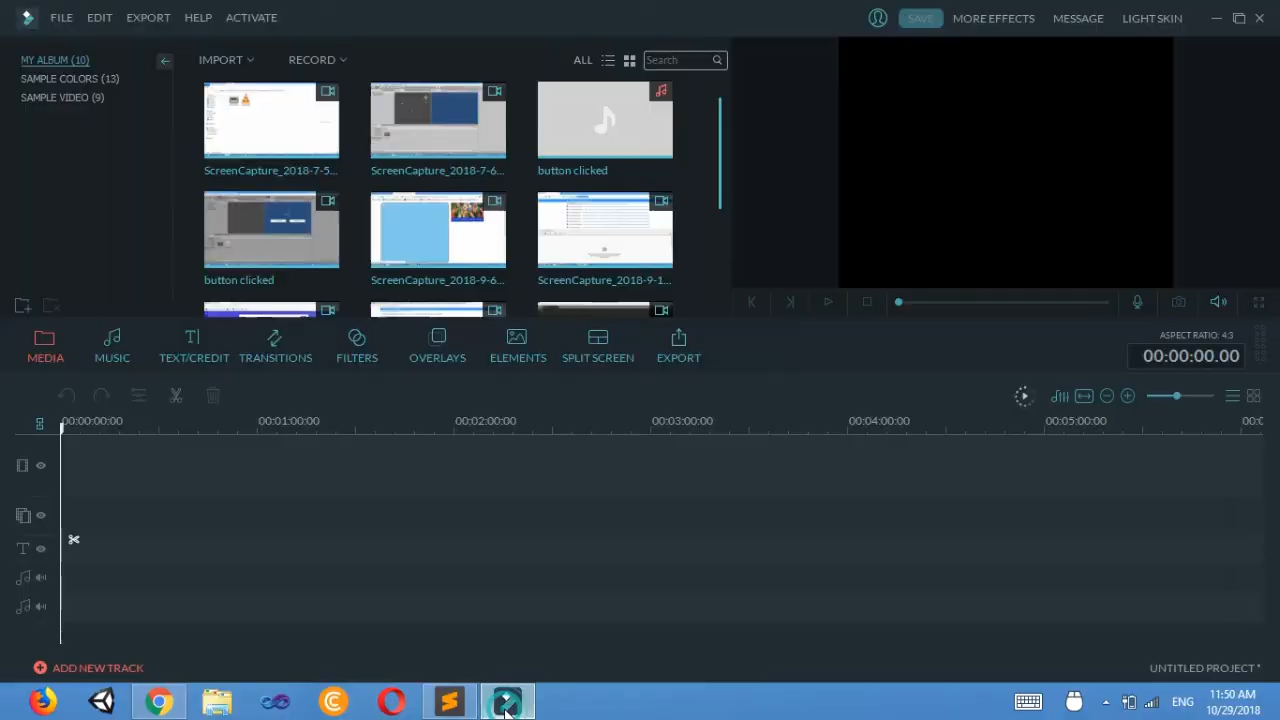 FILE EDIT EXPORT HELP ACTIVATE SAVE MORE EFFECTS MESSAGE LIGHT SKIN
MY ALBUM (10)
SAMPLE COLORS (13)
SAMPLE VIDEO (9)
IMPORT RECORD ALL Search
ScreenCapture_2018-7-5... ScreenCapture_2018-7-6... button clicked
button clicked ScreenCapture_2018-9-6... ScreenCapture_2018-9-1...
MEDIA MUSIC TEXT/CREDIT TRANSITIONS FILTERS OVERLAYS ELEMENTS SPLIT SCREEN EXPORT
ASPECT RATIO: 4:3
00:00:00.00
00:00:00:00 00:01:00:00 00:02:00:00 00:03:00:00 00:04:00:00 00:05:00:00 00:0
ADD NEW TRACK UNTITLED PROJECT *
ENG
11:50 AM
10/29/2018